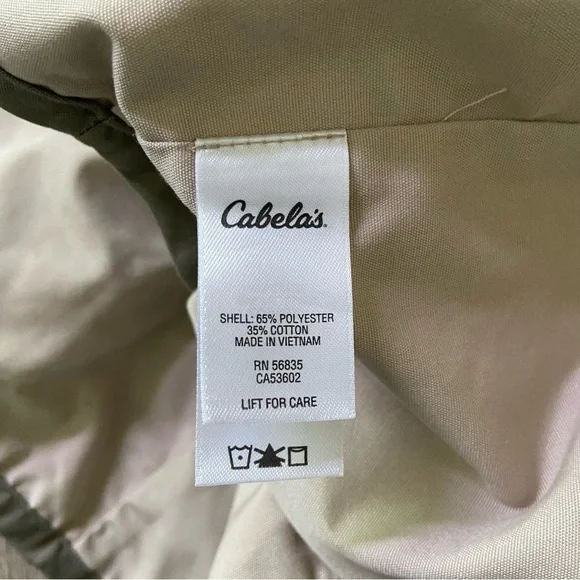 Cabela's
SHELL: 65% POLYESTER
35% COTTON
MADE IN VIETNAM
RN 56835
CA53602
LIFT FOR CARE